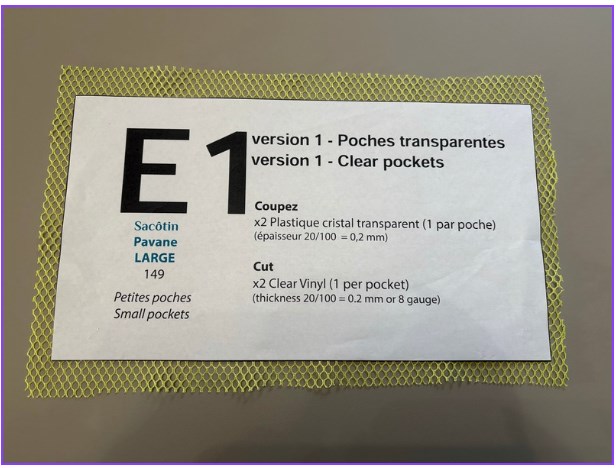 E1
version 1 - Poches transparentes
version 1 - Clear pockets
Sacôtin
Pavane
LARGE
149
Petites poches
Small pockets
Coupez
x2 Plastique cristal transparent (1 par poche)
(épaisseur 20/100 = 0,2 mm)
Cut
x2 Clear Vinyl (1 per pocket)
(thickness 20/100 = 0.2 mm or 8 gauge)